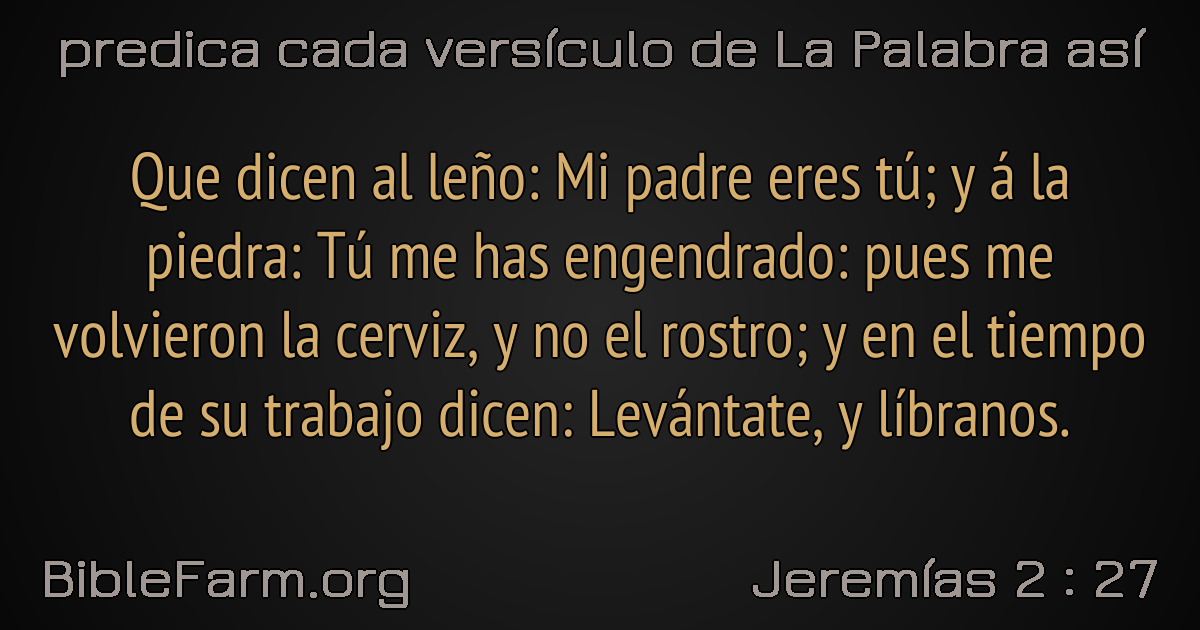 predica cada versículo de La Palabra así
Que dicen al leño: Mi padre eres tú; y á la
piedra: Tú me has engendrado: pues me
volvieron la cerviz, y no el rostro; y en el tiempo
de su trabajo dicen: Levántate, y líbranos.
BibleFarm.org
Jeremías 2 : 27